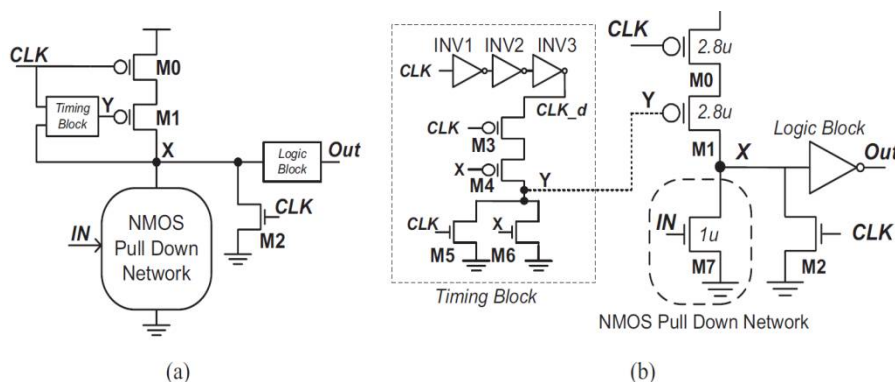 CLK
M0
Timing
Block
Y
M1
X
Logic
Block
Out
NMOS
Pull Down
Network
IN
CLK
M2
(a)
INV1 INV2 INV3
CLK
CLK_d
CLK
M3
X
M4
Y
CLK
M5
X
M6
Timing Block
CLK
2.8u
M0
Y
2.8u
M1
Logic Block
X
Out
IN
1u
M7
CLK
M2
NMOS Pull Down Network
(b)